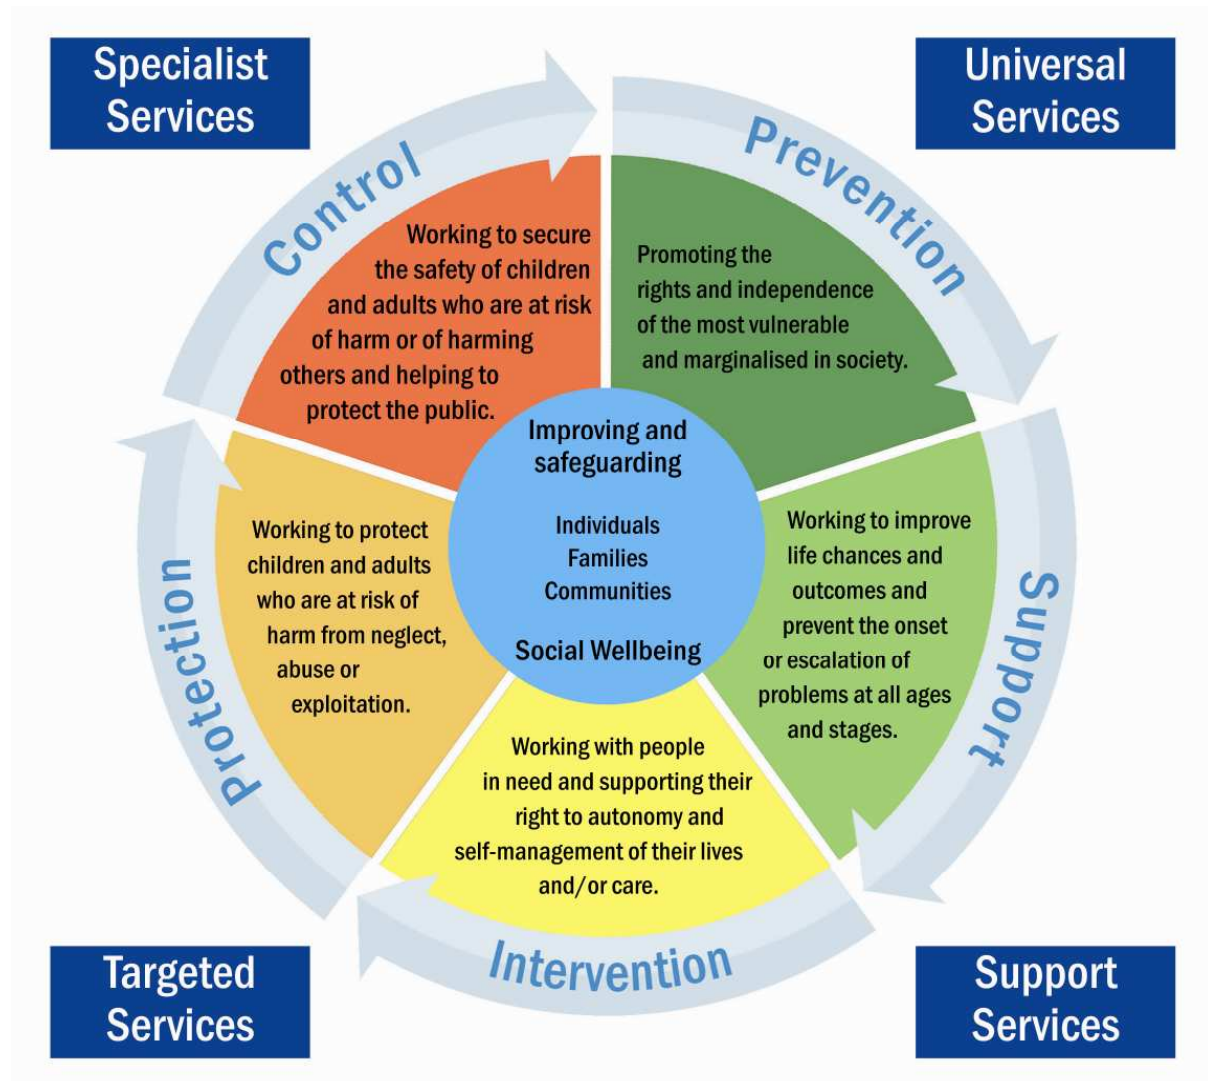 Specialist
Services
Universal
Services
Control
Prevention
Working to secure
the safety of children
and adults who are at risk
of harm or of harming
others and helping to
protect the public.
Promoting the
rights and independence
of the most vulnerable
and marginalised in society.
Improving and
safeguarding
Individuals
Families
Communities
Social Wellbeing
Working to improve
life chances and
outcomes and
prevent the onset
or escalation of
problems at all ages
and stages.
Support
Working with people
in need and supporting their
right to autonomy and
self-management of their lives
and/or care.
Intervention
Working to protect
children and adults
who are at risk of
harm from neglect,
abuse or
exploitation.
Protection
Targeted
Services
Support
Services